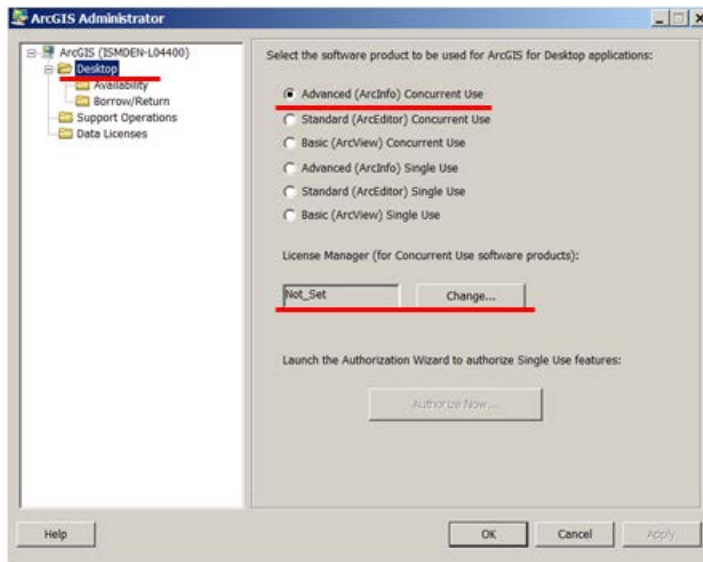 ArcGIS Administrator
ArcGIS (ISMDEN-L04400)
Desktop
Availability
Borrow/Return
Support Operations
Data Licenses
Select the software product to be used for ArcGIS for Desktop applications:
Advanced (ArcInfo) Concurrent Use
Standard (ArcEditor) Concurrent Use
Basic (ArcView) Concurrent Use
Advanced (ArcInfo) Single Use
Standard (ArcEditor) Single Use
Basic (ArcView) Single Use
License Manager (for Concurrent Use software products):
Not_Set Change...
Launch the Authorization Wizard to authorize Single Use features:
Authorize Now...
Help OK Cancel Apply